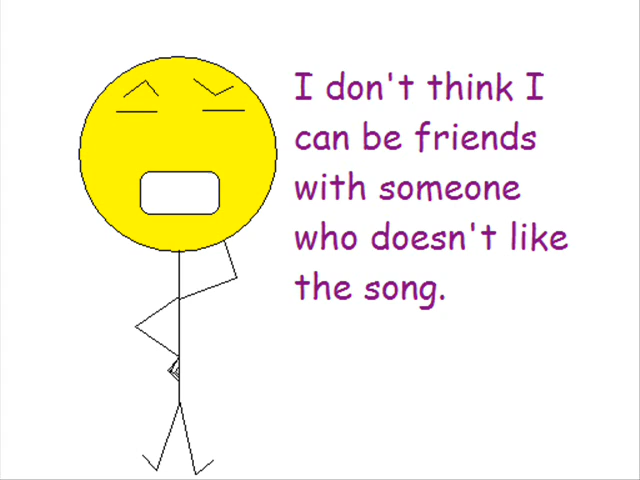 I don't think I
can be friends
with someone
who doesn't like
the song.